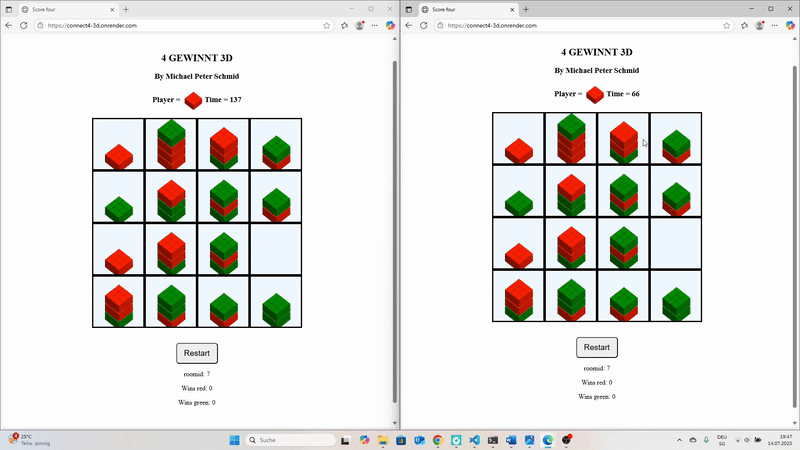 Score four
https://connect4-3d.onrender.com
4 GEWINNT 3D
By Michael Peter Schmid
Player = Time = 137
Restart
roomid: 7
Wins red: 0
Wins green: 0
Score four
https://connect4-3d.onrender.com
4 GEWINNT 3D
By Michael Peter Schmid
Player = Time = 66
Restart
roomid: 7
Wins red: 0
Wins green: 0
29°C
Teilw. sonnig
Suche
DEU
SG
19:47
14.07.2025